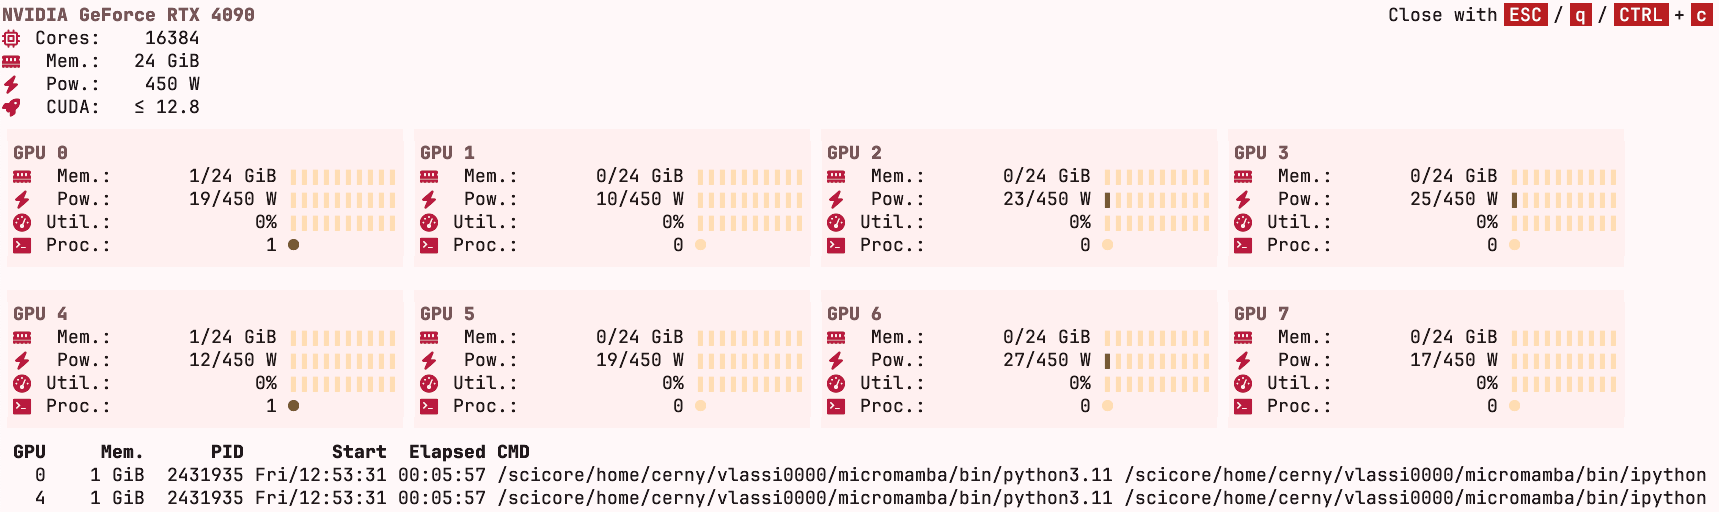 NVIDIA GeForce RTX 4090 Close with ESC / q / CTRL + c
Cores: 16384
Mem.: 24 GiB
Pow.: 450 W
CUDA: ≤ 12.8
GPU 0
Mem.: 1/24 GiB
Pow.: 19/450 W
Util.: 0%
Proc.: 1
GPU 1
Mem.: 0/24 GiB
Pow.: 10/450 W
Util.: 0%
Proc.: 0
GPU 2
Mem.: 0/24 GiB
Pow.: 23/450 W
Util.: 0%
Proc.: 0
GPU 3
Mem.: 0/24 GiB
Pow.: 25/450 W
Util.: 0%
Proc.: 0
GPU 4
Mem.: 1/24 GiB
Pow.: 12/450 W
Util.: 0%
Proc.: 1
GPU 5
Mem.: 0/24 GiB
Pow.: 19/450 W
Util.: 0%
Proc.: 0
GPU 6
Mem.: 0/24 GiB
Pow.: 27/450 W
Util.: 0%
Proc.: 0
GPU 7
Mem.: 0/24 GiB
Pow.: 17/450 W
Util.: 0%
Proc.: 0
GPU Mem. PID Start Elapsed CMD
0 1 GiB 2431935 Fri/12:53:31 00:05:57 /scicore/home/cerny/vlassi0000/micromamba/bin/python3.11 /scicore/home/cerny/vlassi0000/micromamba/bin/ipython
4 1 GiB 2431935 Fri/12:53:31 00:05:57 /scicore/home/cerny/vlassi0000/micromamba/bin/python3.11 /scicore/home/cerny/vlassi0000/micromamba/bin/ipython